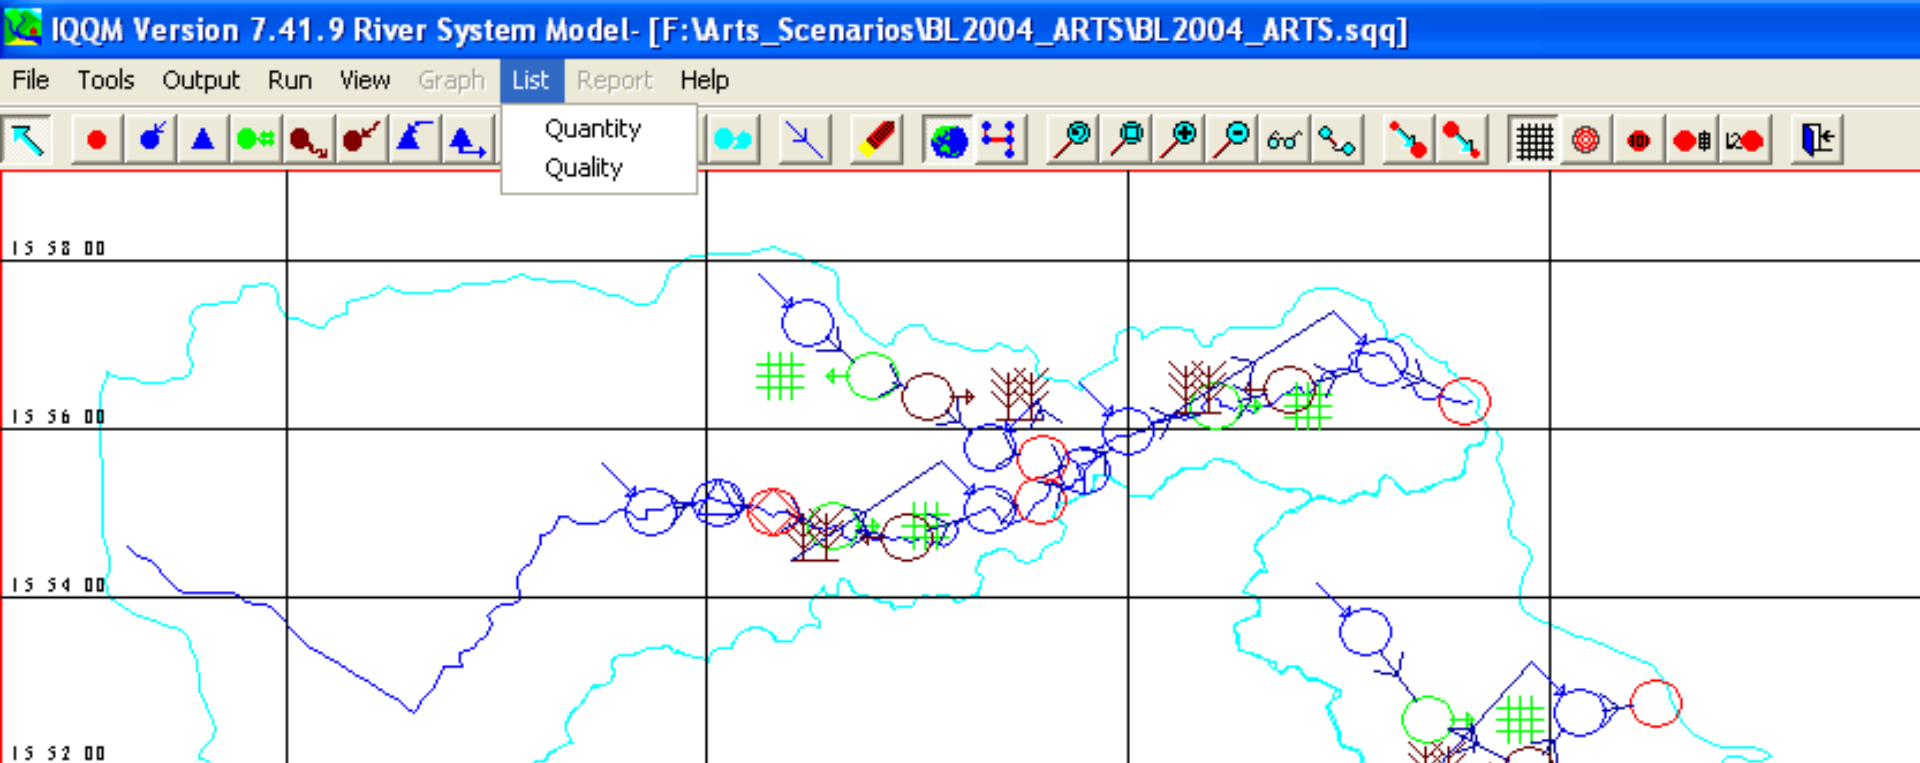 IQQM Version 7.41.9 River System Model- [F:\Arts_Scenarios\BL2004_ARTS\BL2004_ARTS.sqq]
File Tools Output Run View Graph List Report Help
Quantity
Quality
15 58 00
15 56 00
15 54 00
15 52 00